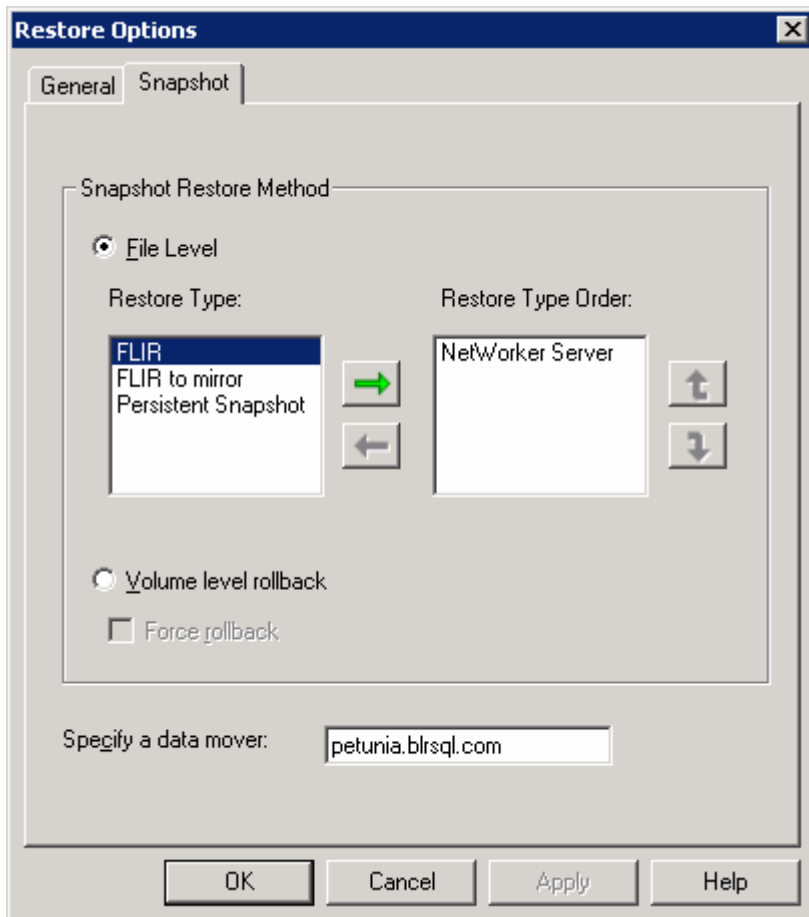 Restore Options
General
Snapshot
Snapshot Restore Method
File Level
Restore Type:
Restore Type Order:
FLIR
FLIR to mirror
Persistent Snapshot
NetWorker Server
Volume level rollback
Force rollback
Specify a data mover:
petunia.blrsql.com
OK
Cancel
Apply
Help